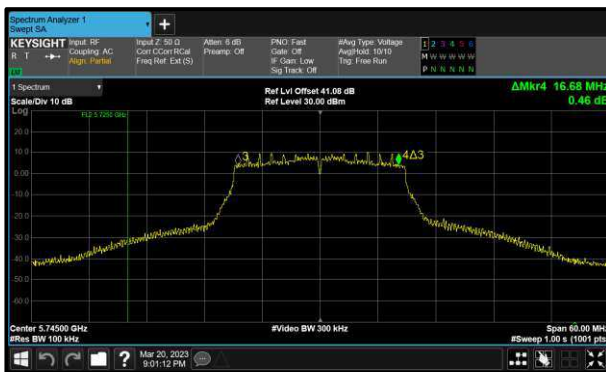 Spectrum Analyzer 1
Swept SA
+
KEYSIGHT
R T
LW
Input: RF
Coupling: AC
Align: Partial
Input Z: 50 Ω
Corr CCorr RCal
Freq Ref: Ext (S)
Atten: 6 dB
Preamp: Off
PNO: Fast
Gate: Off
IF Gain: Low
Sig Track: Off
#Avg Type: Voltage
Avg|Hold: 10/10
Trig: Free Run
1 2 3 4 5 6
M W W W W W
P N N N N N
1 Spectrum
Scale/Div 10 dB
Ref Lvl Offset 41.08 dB
Ref Level 30.00 dBm
ΔMkr4 16.68 MHz
0.46 dB
Log
FL2 5.7250 GHz
20.0
10.0
0.00
-10.0
-20.0
-30.0
-40.0
-50.0
-60.0
3
4Δ3
Center 5.74500 GHz
#Res BW 100 kHz
#Video BW 300 kHz
Span 60.00 MHz
#Sweep 1.00 s (1001 pts)
?
Mar 20, 2023
9:01:12 PM